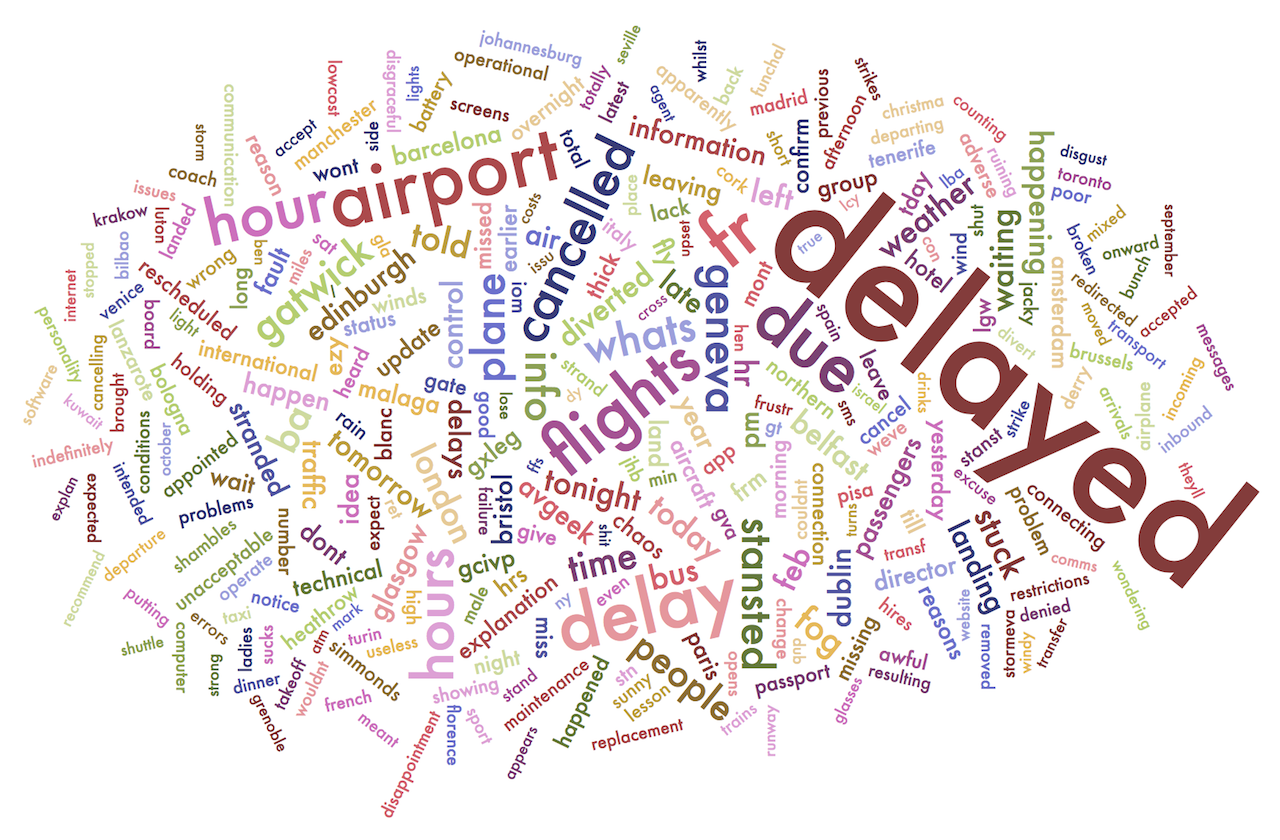 delayed
airport
hour
cancelled
flights
delay
due
fr
geneva
hours
stansted
plane
gatwick
people
whats
info
time
edinburgh
told
london
tonight
today
fog
stuck
landing
waiting
weather
happening
belfast
diverted
late
air
barcelona
information
leaving
left
johannesburg
operational
seville
whilst
funchal
strikes
lowcost
disgraceful
lights
battery
screens
overnight
totally
latest
agent
apparently
back
madrid
previous
afternoon
christma
counting
communication
storm
accept
manchester
side
wont
total
short
confirm
departing
tenerife
adverse
ruining
disgust
toronto
poor
coach
reason
issues
krakow
luton
landed
ben
sat
miles
gla
missed
earlier
costs
issu
iom
place
italy
lack
cork
group
lcy
upset
fly
thick
mont
true
tday
lba
con
hotel
shut
wind
jacky
lgw
broken
mixed
onward
bunch
september
redirected
moved
amsterdam
transport
accepted
messages
stopped
bilbao
internet
venice
wrong
long
fault
rescheduled
board
light
winds
status
control
update
ezy
heard
international
happen
malaga
gate
ba
personality
cancelling
lanzarote
bologna
brought
software
kuwait
holding
stranded
rain
blanc
delays
good
lose
strand
dy
cross
hen
hr
spain
leave
israel
northern
frustr
gt
sms
cancel
weve
drinks
divert
brussels
derry
arrivals
airplane
incoming
inbound
theyll
strike
stanst
excuse
yesterday
passengers
indefinitely
conditions
october
appointed
intended
expected
explan
wait
problems
traffic
idea
tomorrow
expect
ret
gxleg
ffs
failure
bristol
avgeek
give
shit
chaos
land
year
jhb
min
aircraft
app
gva
pm
frm
morning
couldnt
connection
pisa
turns
till
transf
problem
connecting
comms
restrictions
denied
wondering
recommend
departure
shambles
unacceptable
number
dont
technical
operate
notice
heathrow
glasgow
gcivp
hrs
male
explanation
high
mark
turin
useless
putting
shuttle
computer
errors
taxi
strong
ladies
sucks
dinner
takeoff
atm
wouldnt
simmonds
french
meant
grenoble
disappointment
florence
showing
sport
night
stand
miss
ny
even
bus
maintenance
appears
happened
replacement
stn
sunny
lesson
paris
opens
trains
runway
change
feb
dublin
qup
missing
passport
glasses
awful
resulting
hires
director
reasons
website
removed
stormeva
windy
transfer